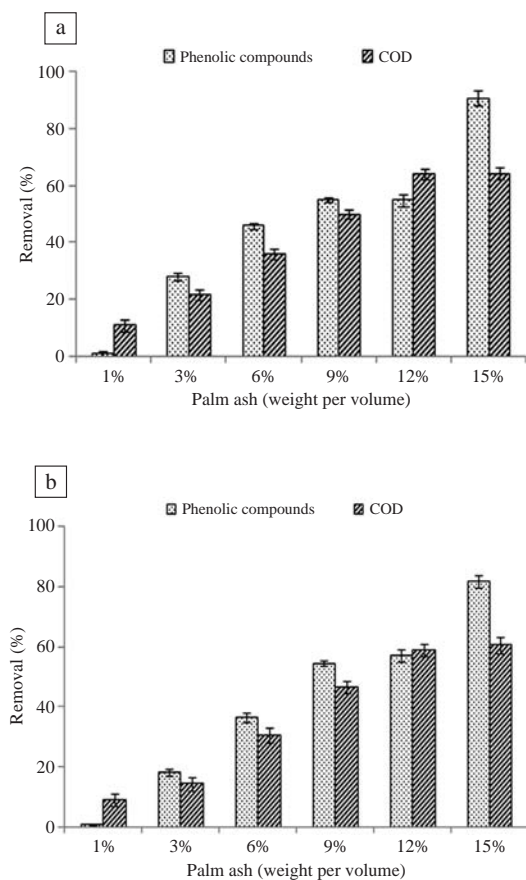 a
Phenolic compounds COD
100
80
60
40
20
0
Removal (%)
1% 3% 6% 9% 12% 15%
Palm ash (weight per volume)
b
Phenolic compounds COD
100
80
60
40
20
0
Removal (%)
1% 3% 6% 9% 12% 15%
Palm ash (weight per volume)